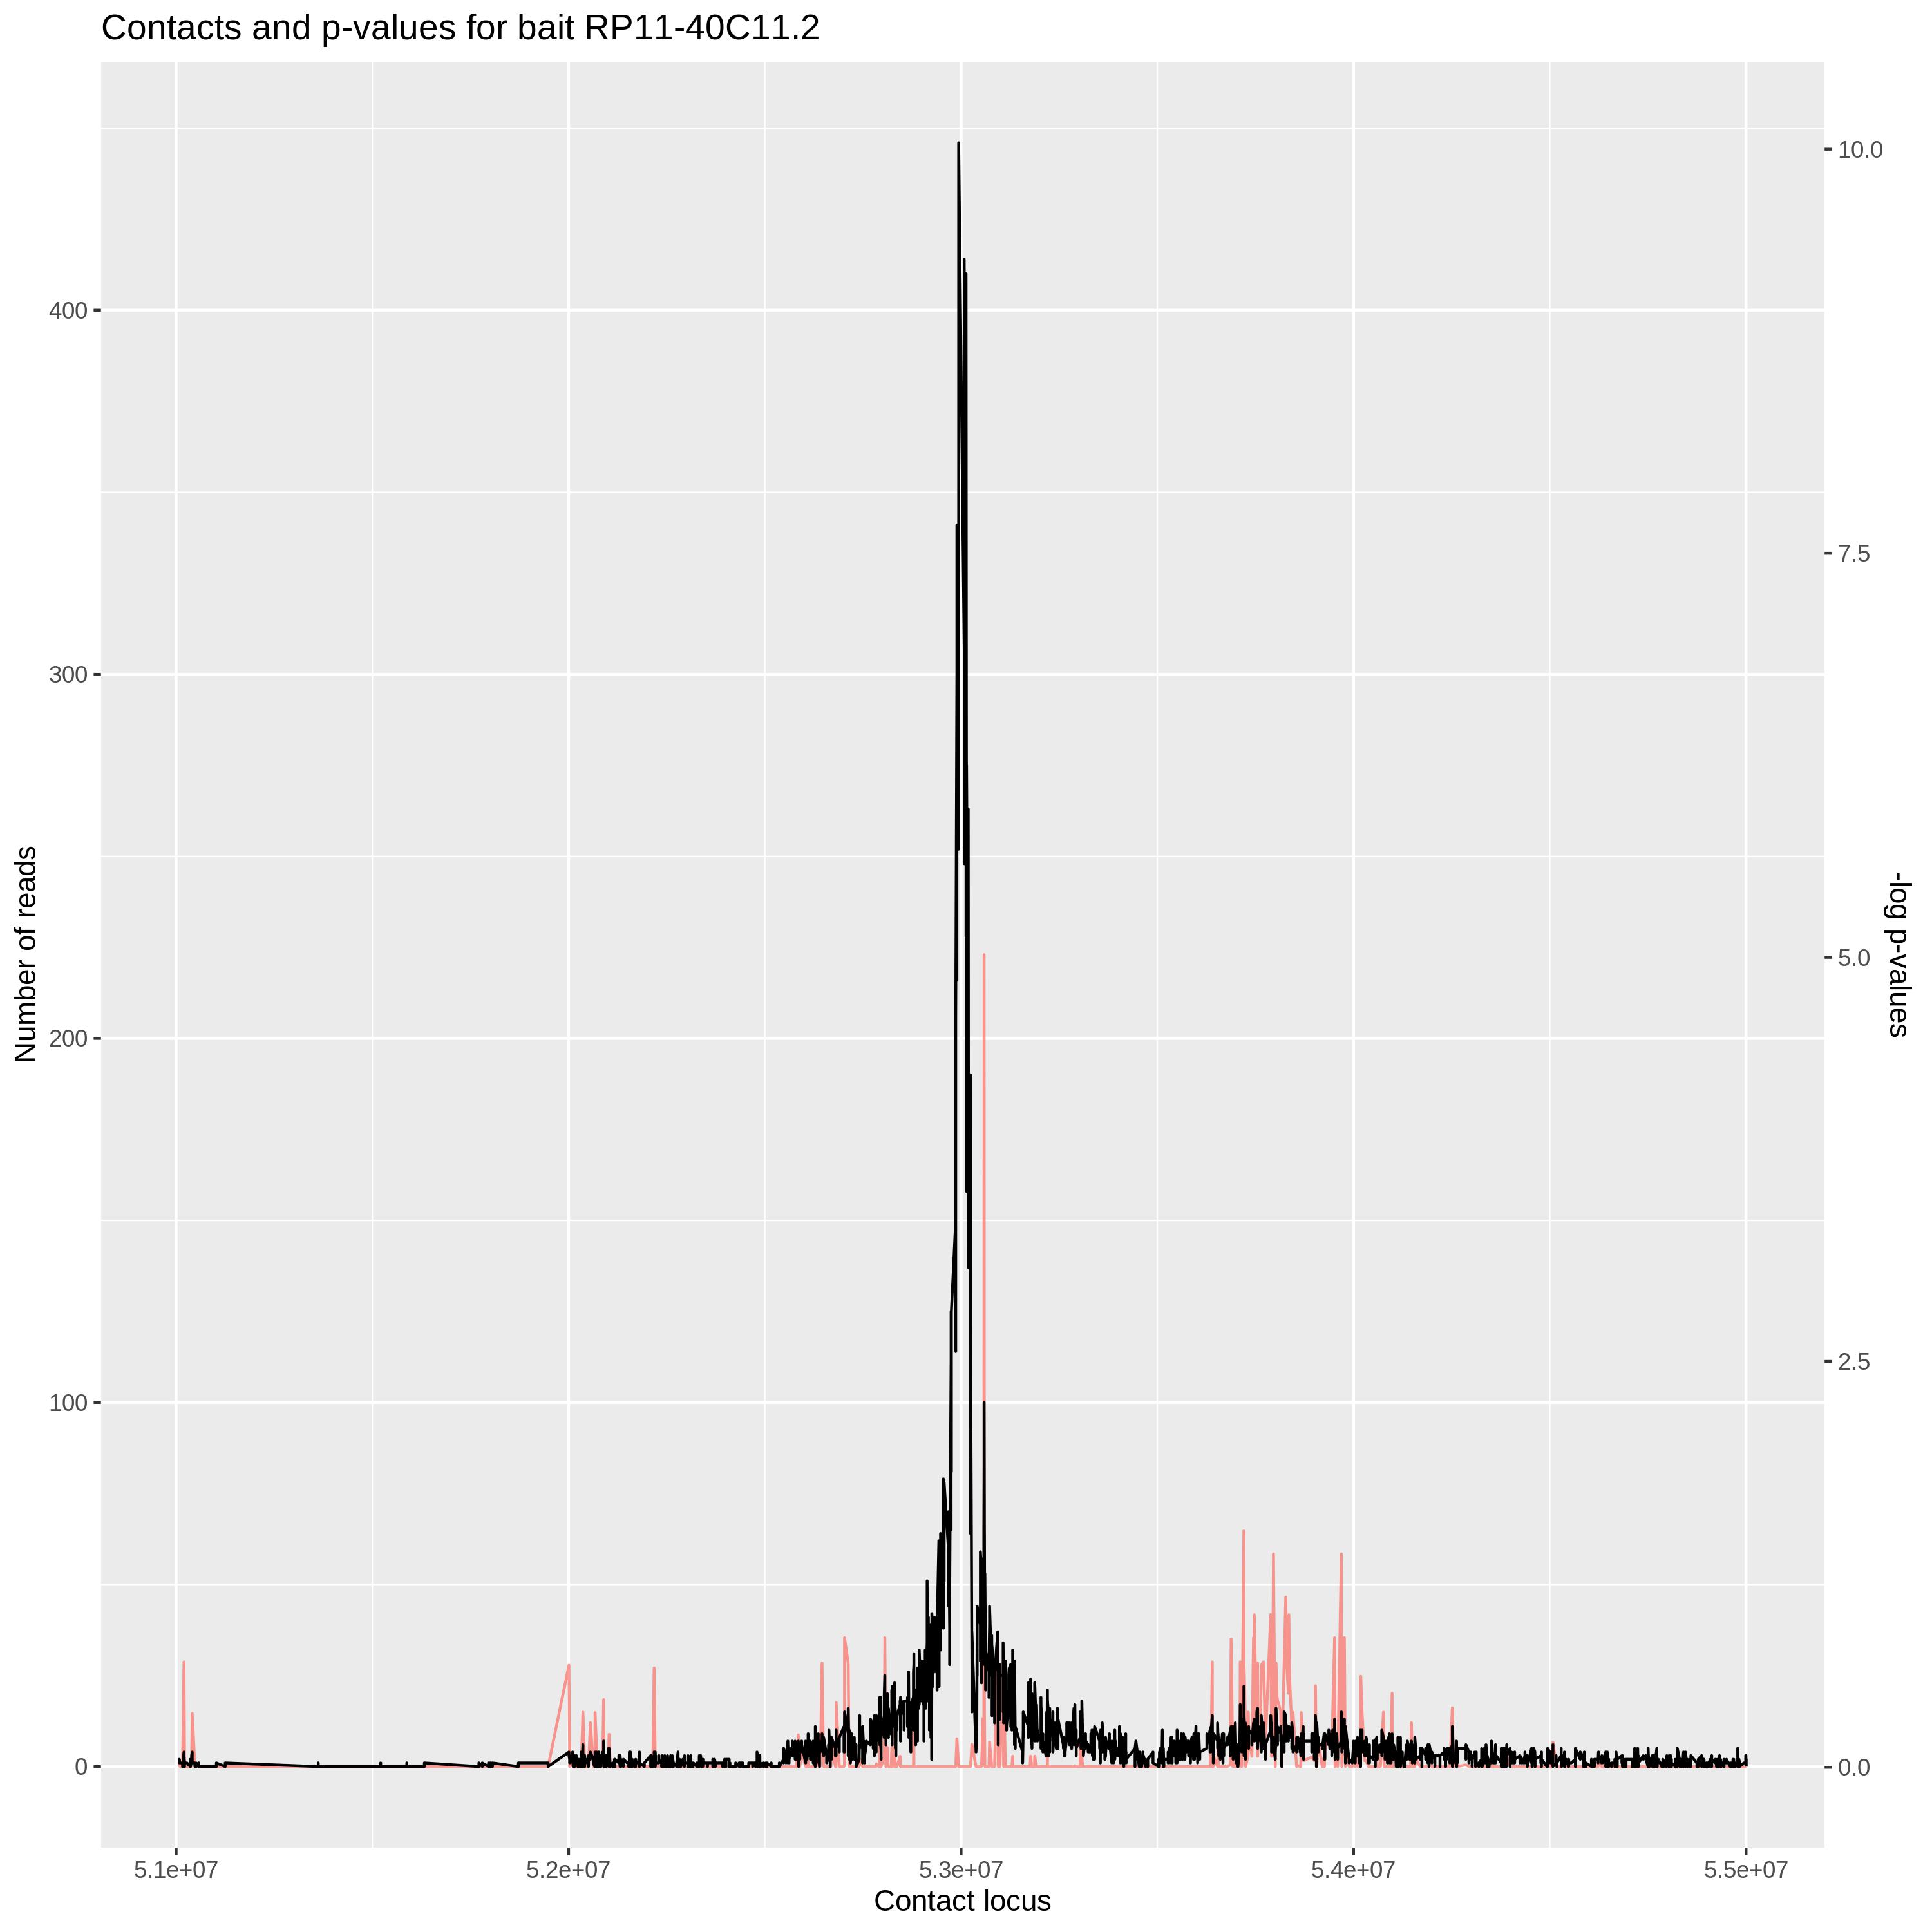 Contacts and p-values for bait RP11-40C11.2
Number of reads
400
300
200
100
0
10.0
7.5
5.0
2.5
0.0
-log p-values
5.1e+07
5.2e+07
5.3e+07
5.4e+07
5.5e+07
Contact locus